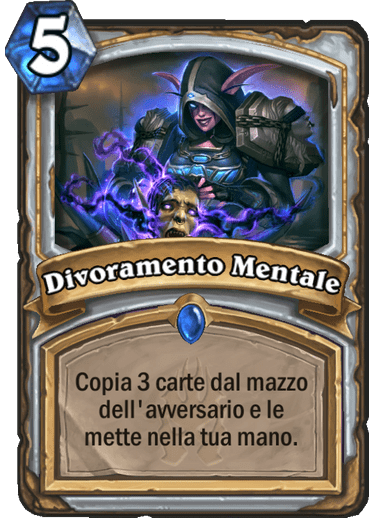 5
Divoramento Mentale
Copia 3 carte dal mazzo
dell'avversario e le
mette nella tua mano.